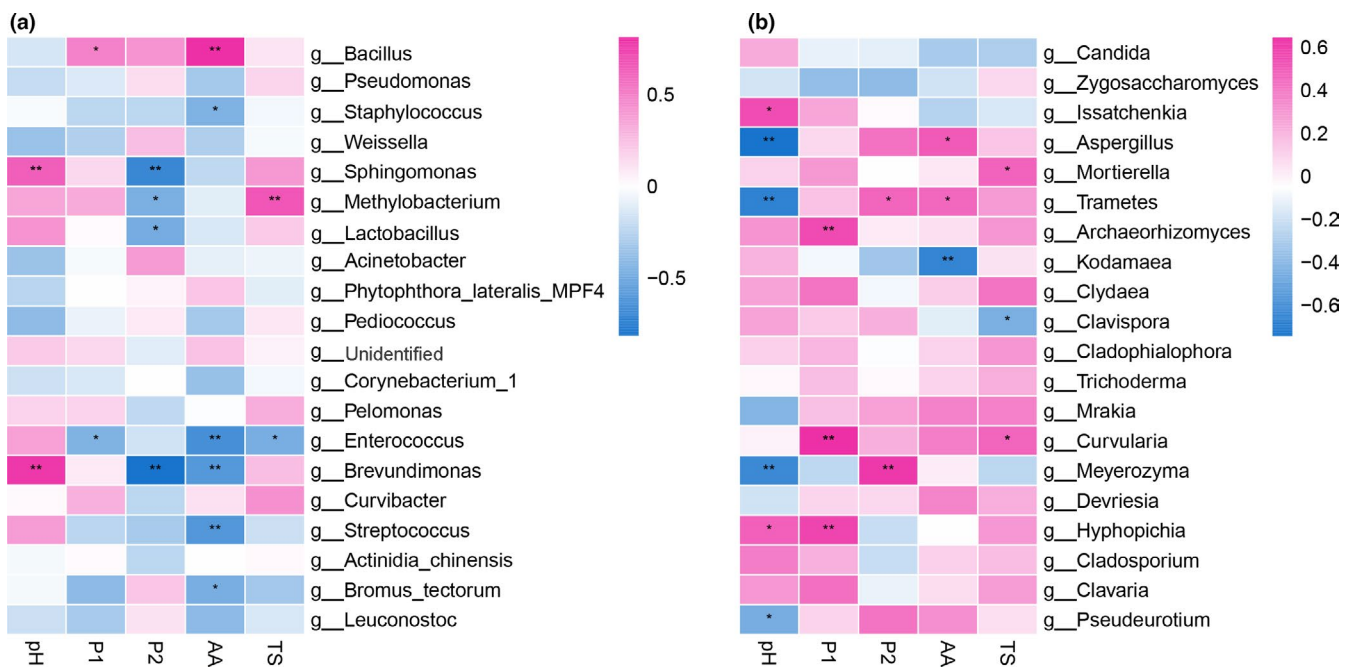 (a)
* ** g__Bacillus
g__Pseudomonas
* g__Staphylococcus
g__Weissella
** ** g__Sphingomonas
* ** g__Methylobacterium
* g__Lactobacillus
g__Acinetobacter
g__Phytophthora_lateralis_MPF4
g__Pediococcus
g__Unidentified
g__Corynebacterium_1
g__Pelomonas
* ** * g__Enterococcus
** ** ** g__Brevundimonas
g__Curvibacter
** g__Streptococcus
g__Actinidia_chinensis
* g__Bromus_tectorum
g__Leuconostoc
pH P1 P2 AA TS
0.5
0
−0.5
(b)
g__Candida
g__Zygosaccharomyces
* g__Issatchenkia
** * g__Aspergillus
* g__Mortierella
** * * g__Trametes
** g__Archaeorhizomyces
** g__Kodamaea
g__Clydaea
* g__Clavispora
g__Cladophialophora
g__Trichoderma
g__Mrakia
** * g__Curvularia
** ** g__Meyerozyma
g__Devriesia
* ** g__Hyphopichia
g__Cladosporium
g__Clavaria
* g__Pseudeurotium
pH P1 P2 AA TS
0.6
0.4
0.2
0
−0.2
−0.4
−0.6